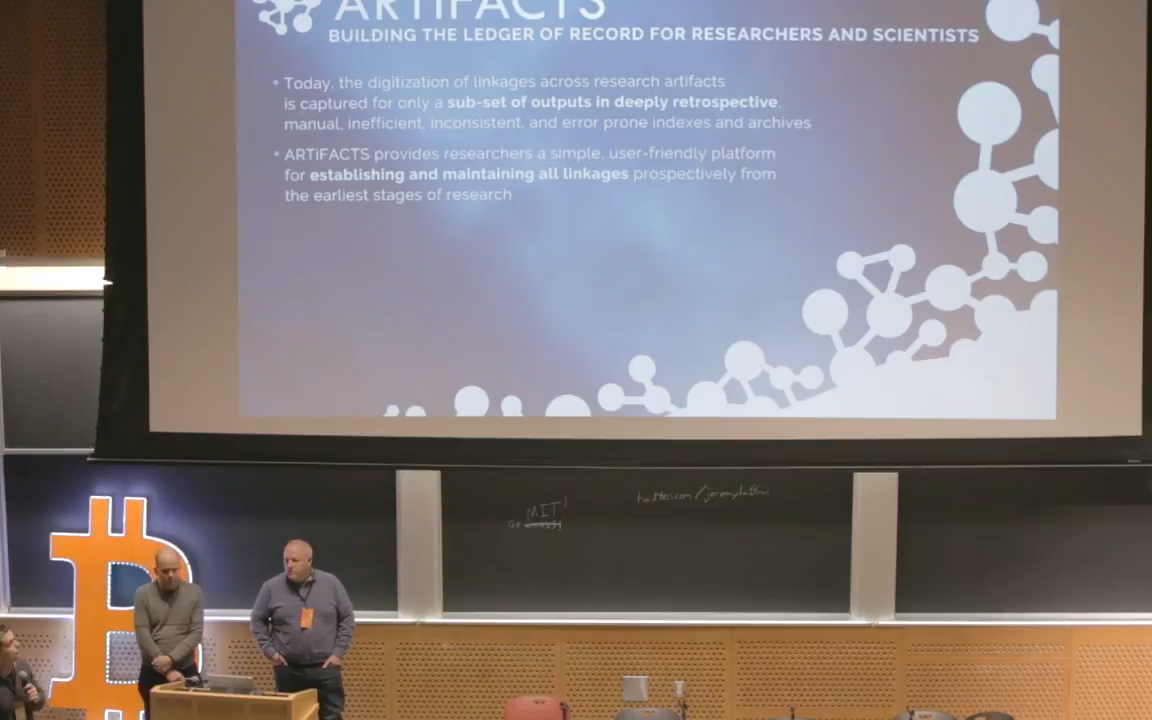 ARTiFACTS
BUILDING THE LEDGER OF RECORD FOR RESEARCHERS AND SCIENTISTS
• Today, the digitization of linkages across research artifacts
is captured for only a sub-set of outputs in deeply retrospective,
manual, inefficient, inconsistent, and error prone indexes and archives
• ARTiFACTS provides researchers a simple, user-friendly platform
for establishing and maintaining all linkages prospectively from
the earliest stages of research
MIT!
Go